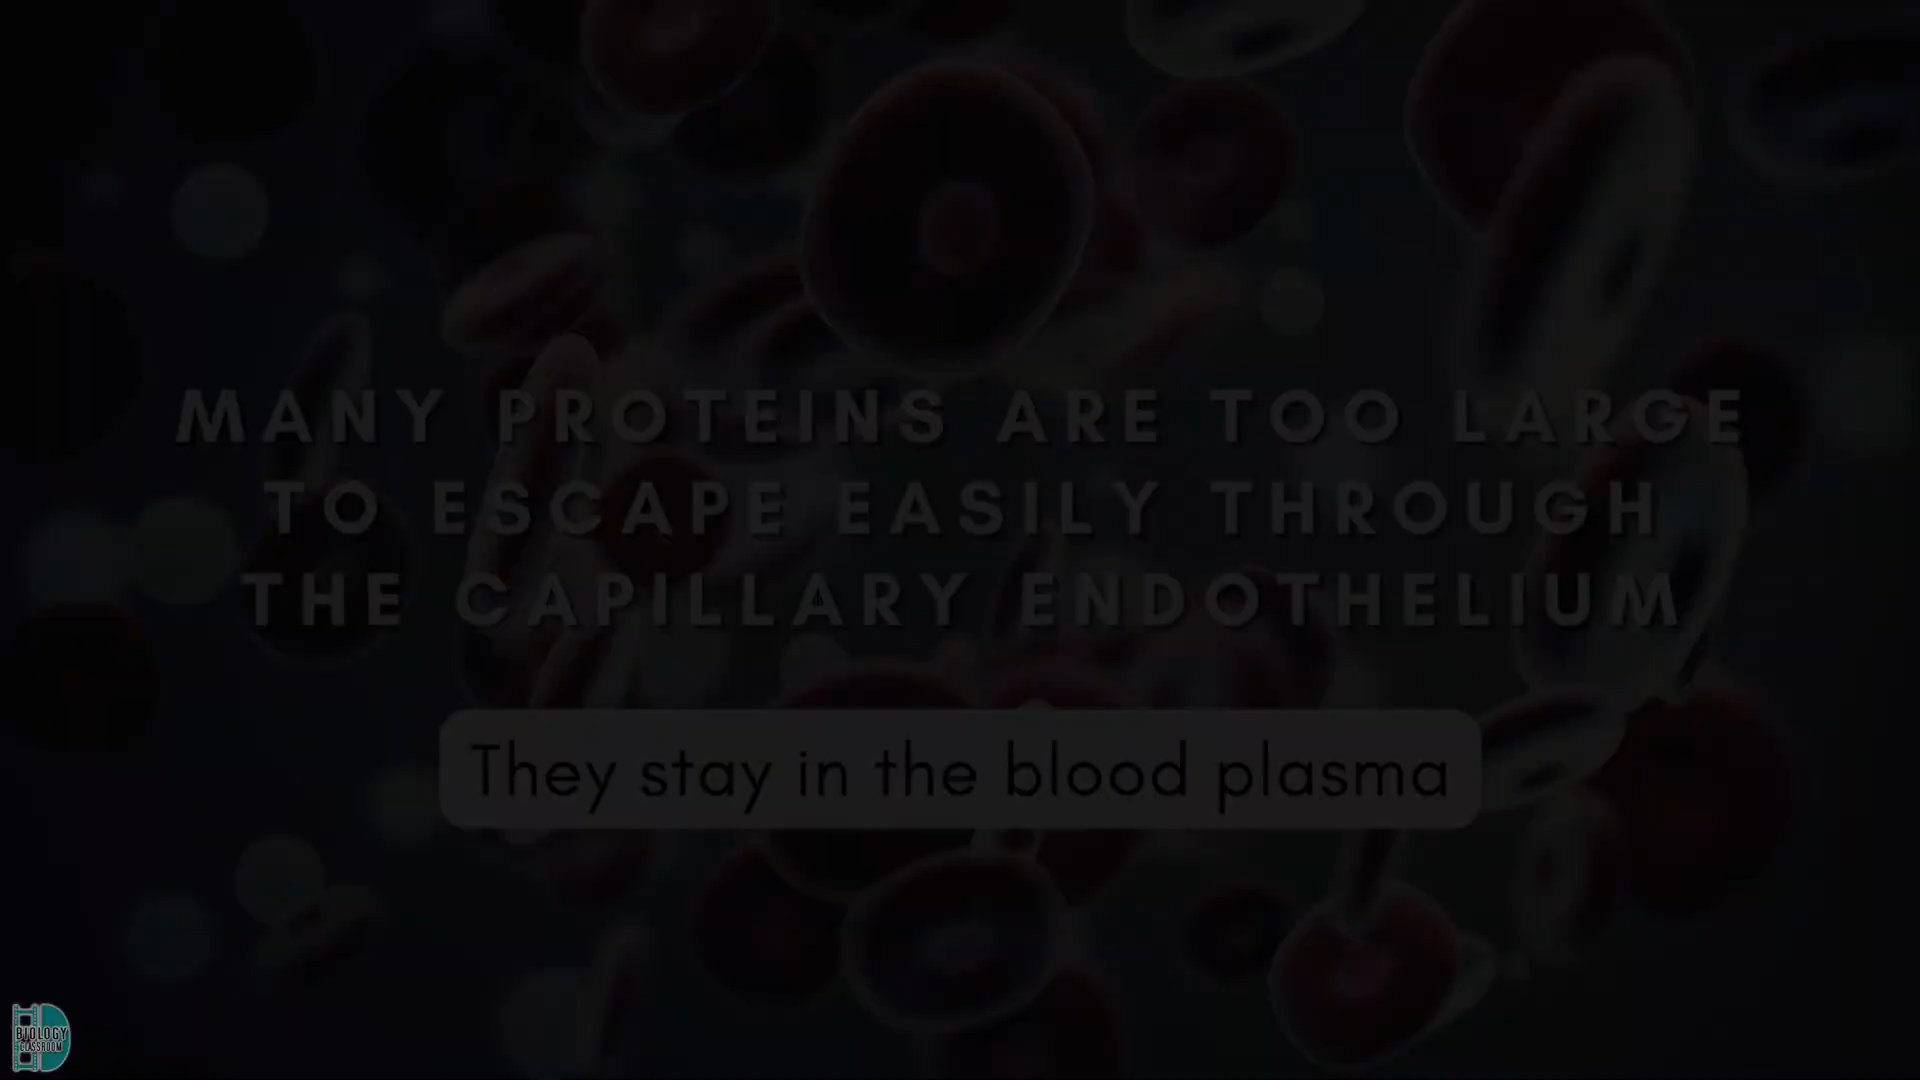 MANY PROTEINS ARE TOO LARGE
TO ESCAPE EASILY THROUGH
THE CAPILLARY ENDOTHELIUM
They stay in the blood plasma
BIOLOGY
CLASSROOM